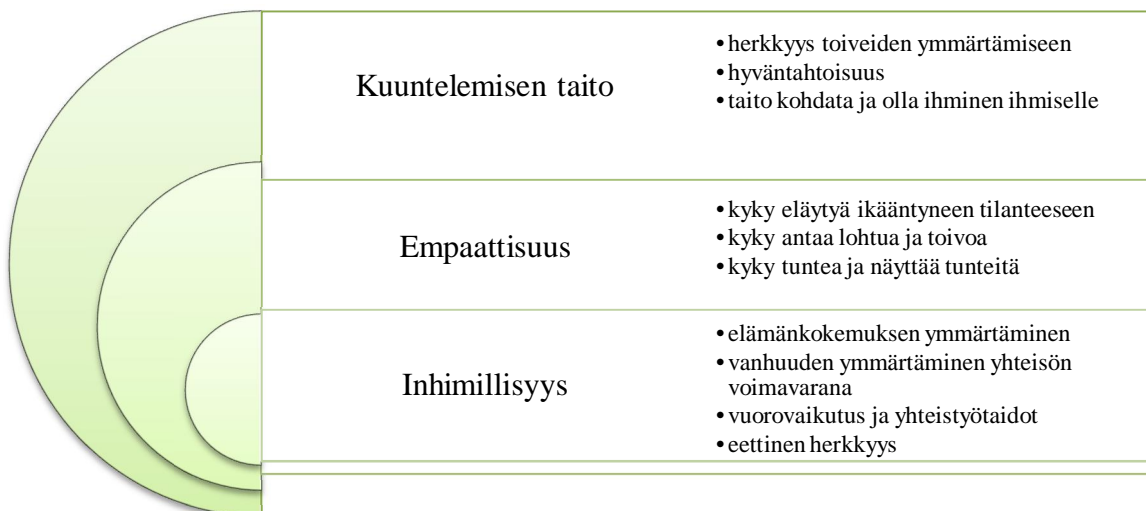 Kuuntelemisen taito
• herkkyys toiveiden ymmärtämiseen
• hyväntahtoisuus
• taito kohdata ja olla ihminen ihmiselle
Empaattisuus
• kyky eläytyä ikääntyneen tilanteeseen
• kyky antaa lohtua ja toivoa
• kyky tuntea ja näyttää tunteitä
Inhimillisyys
• elämänkokemuksen ymmärtäminen
• vanhuuden ymmärtäminen yhteisön
voimavarana
• vuorovaikutus ja yhteistyötaidot
• eettinen herkkyys